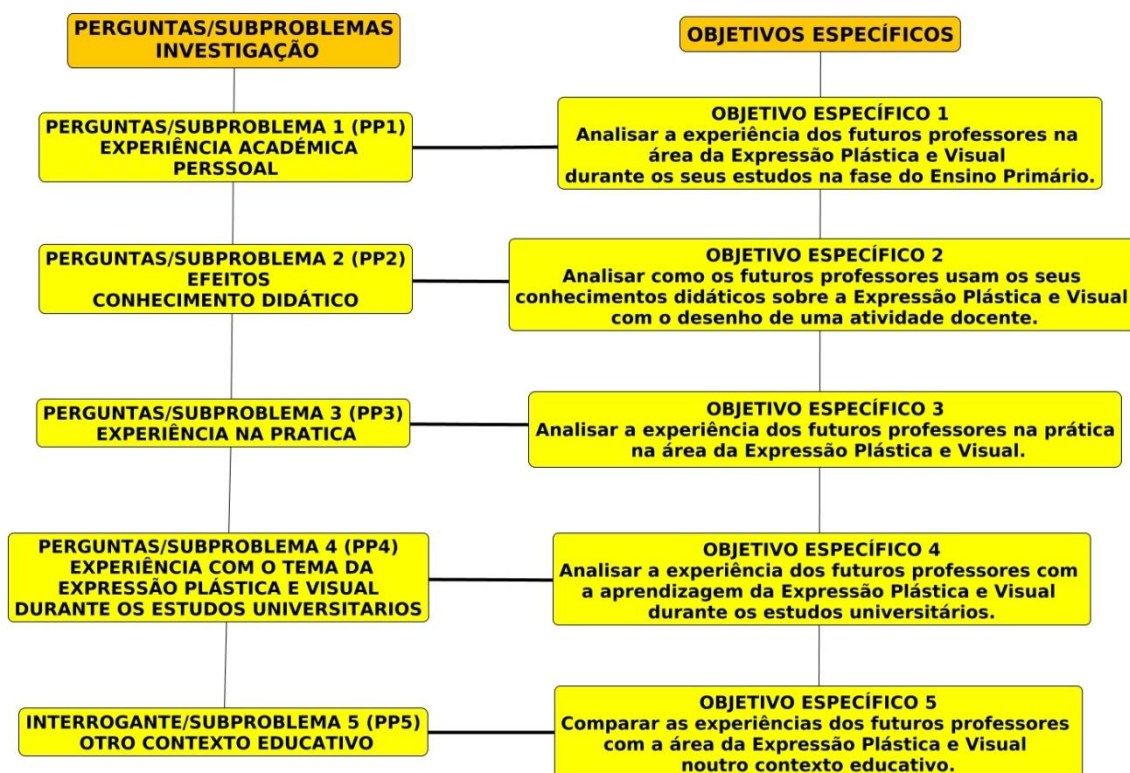 PERGUNTAS/SUBPROBLEMAS
INVESTIGAÇÃO
OBJETIVOS ESPECÍFICOS
PERGUNTAS/SUBPROBLEMA 1 (PP1)
EXPERIÊNCIA ACADÉMICA
PERSSOAL
OBJETIVO ESPECÍFICO 1
Analisar a experiência dos futuros professores na
área da Expressão Plástica e Visual
durante os seus estudos na fase do Ensino Primário.
PERGUNTAS/SUBPROBLEMA 2 (PP2)
EFEITOS
CONHECIMENTO DIDÁTICO
OBJETIVO ESPECÍFICO 2
Analisar como os futuros professores usam os seus
conhecimentos didáticos sobre a Expressão Plástica e Visual
com o desenho de uma atividade docente.
PERGUNTAS/SUBPROBLEMA 3 (PP3)
EXPERIÊNCIA NA PRATICA
OBJETIVO ESPECÍFICO 3
Analisar a experiência dos futuros professores na prática
na área da Expressão Plástica e Visual.
PERGUNTAS/SUBPROBLEMA 4 (PP4)
EXPERIÊNCIA COM O TEMA DA
EXPRESSÃO PLÁSTICA E VISUAL
DURANTE OS ESTUDOS UNIVERSITARIOS
OBJETIVO ESPECÍFICO 4
Analisar a experiência dos futuros professores com
a aprendizagem da Expressão Plástica e Visual
durante os estudos universitários.
INTERROGANTE/SUBPROBLEMA 5 (PP5)
OTRO CONTEXTO EDUCATIVO
OBJETIVO ESPECÍFICO 5
Comparar as experiências dos futuros professores
com a área da Expressão Plástica e Visual
noutro contexto educativo.